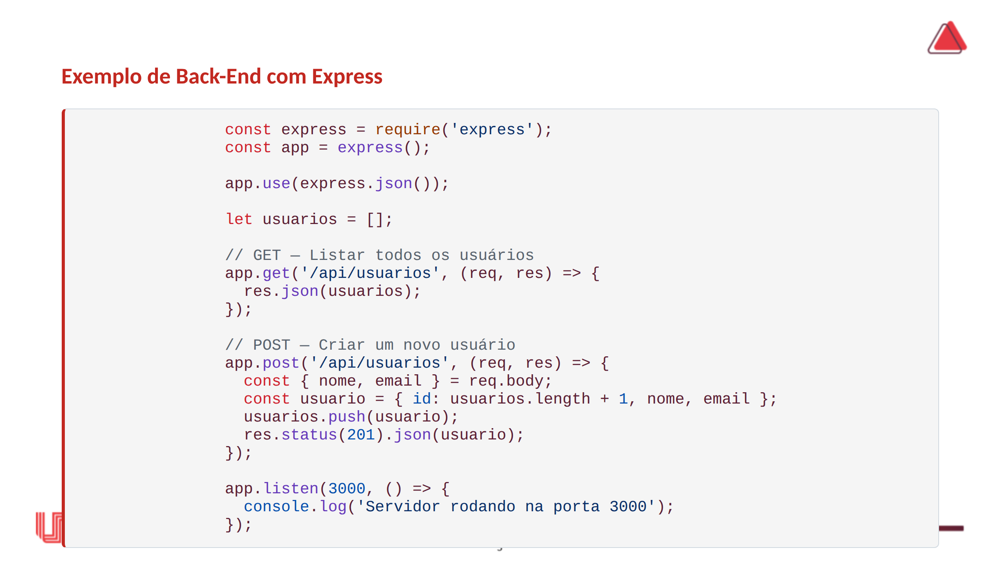 Exemplo de Back-End com Express
const express = require('express');
const app = express();
app.use(express.json());
let usuarios = [];
// GET — Listar todos os usuários
app.get('/api/usuarios', (req, res) => {
  res.json(usuarios);
});
// POST — Criar um novo usuário
app.post('/api/usuarios', (req, res) => {
  const { nome, email } = req.body;
  const usuario = { id: usuarios.length + 1, nome, email };
  usuarios.push(usuario);
  res.status(201).json(usuario);
});
app.listen(3000, () => {
  console.log('Servidor rodando na porta 3000');
});